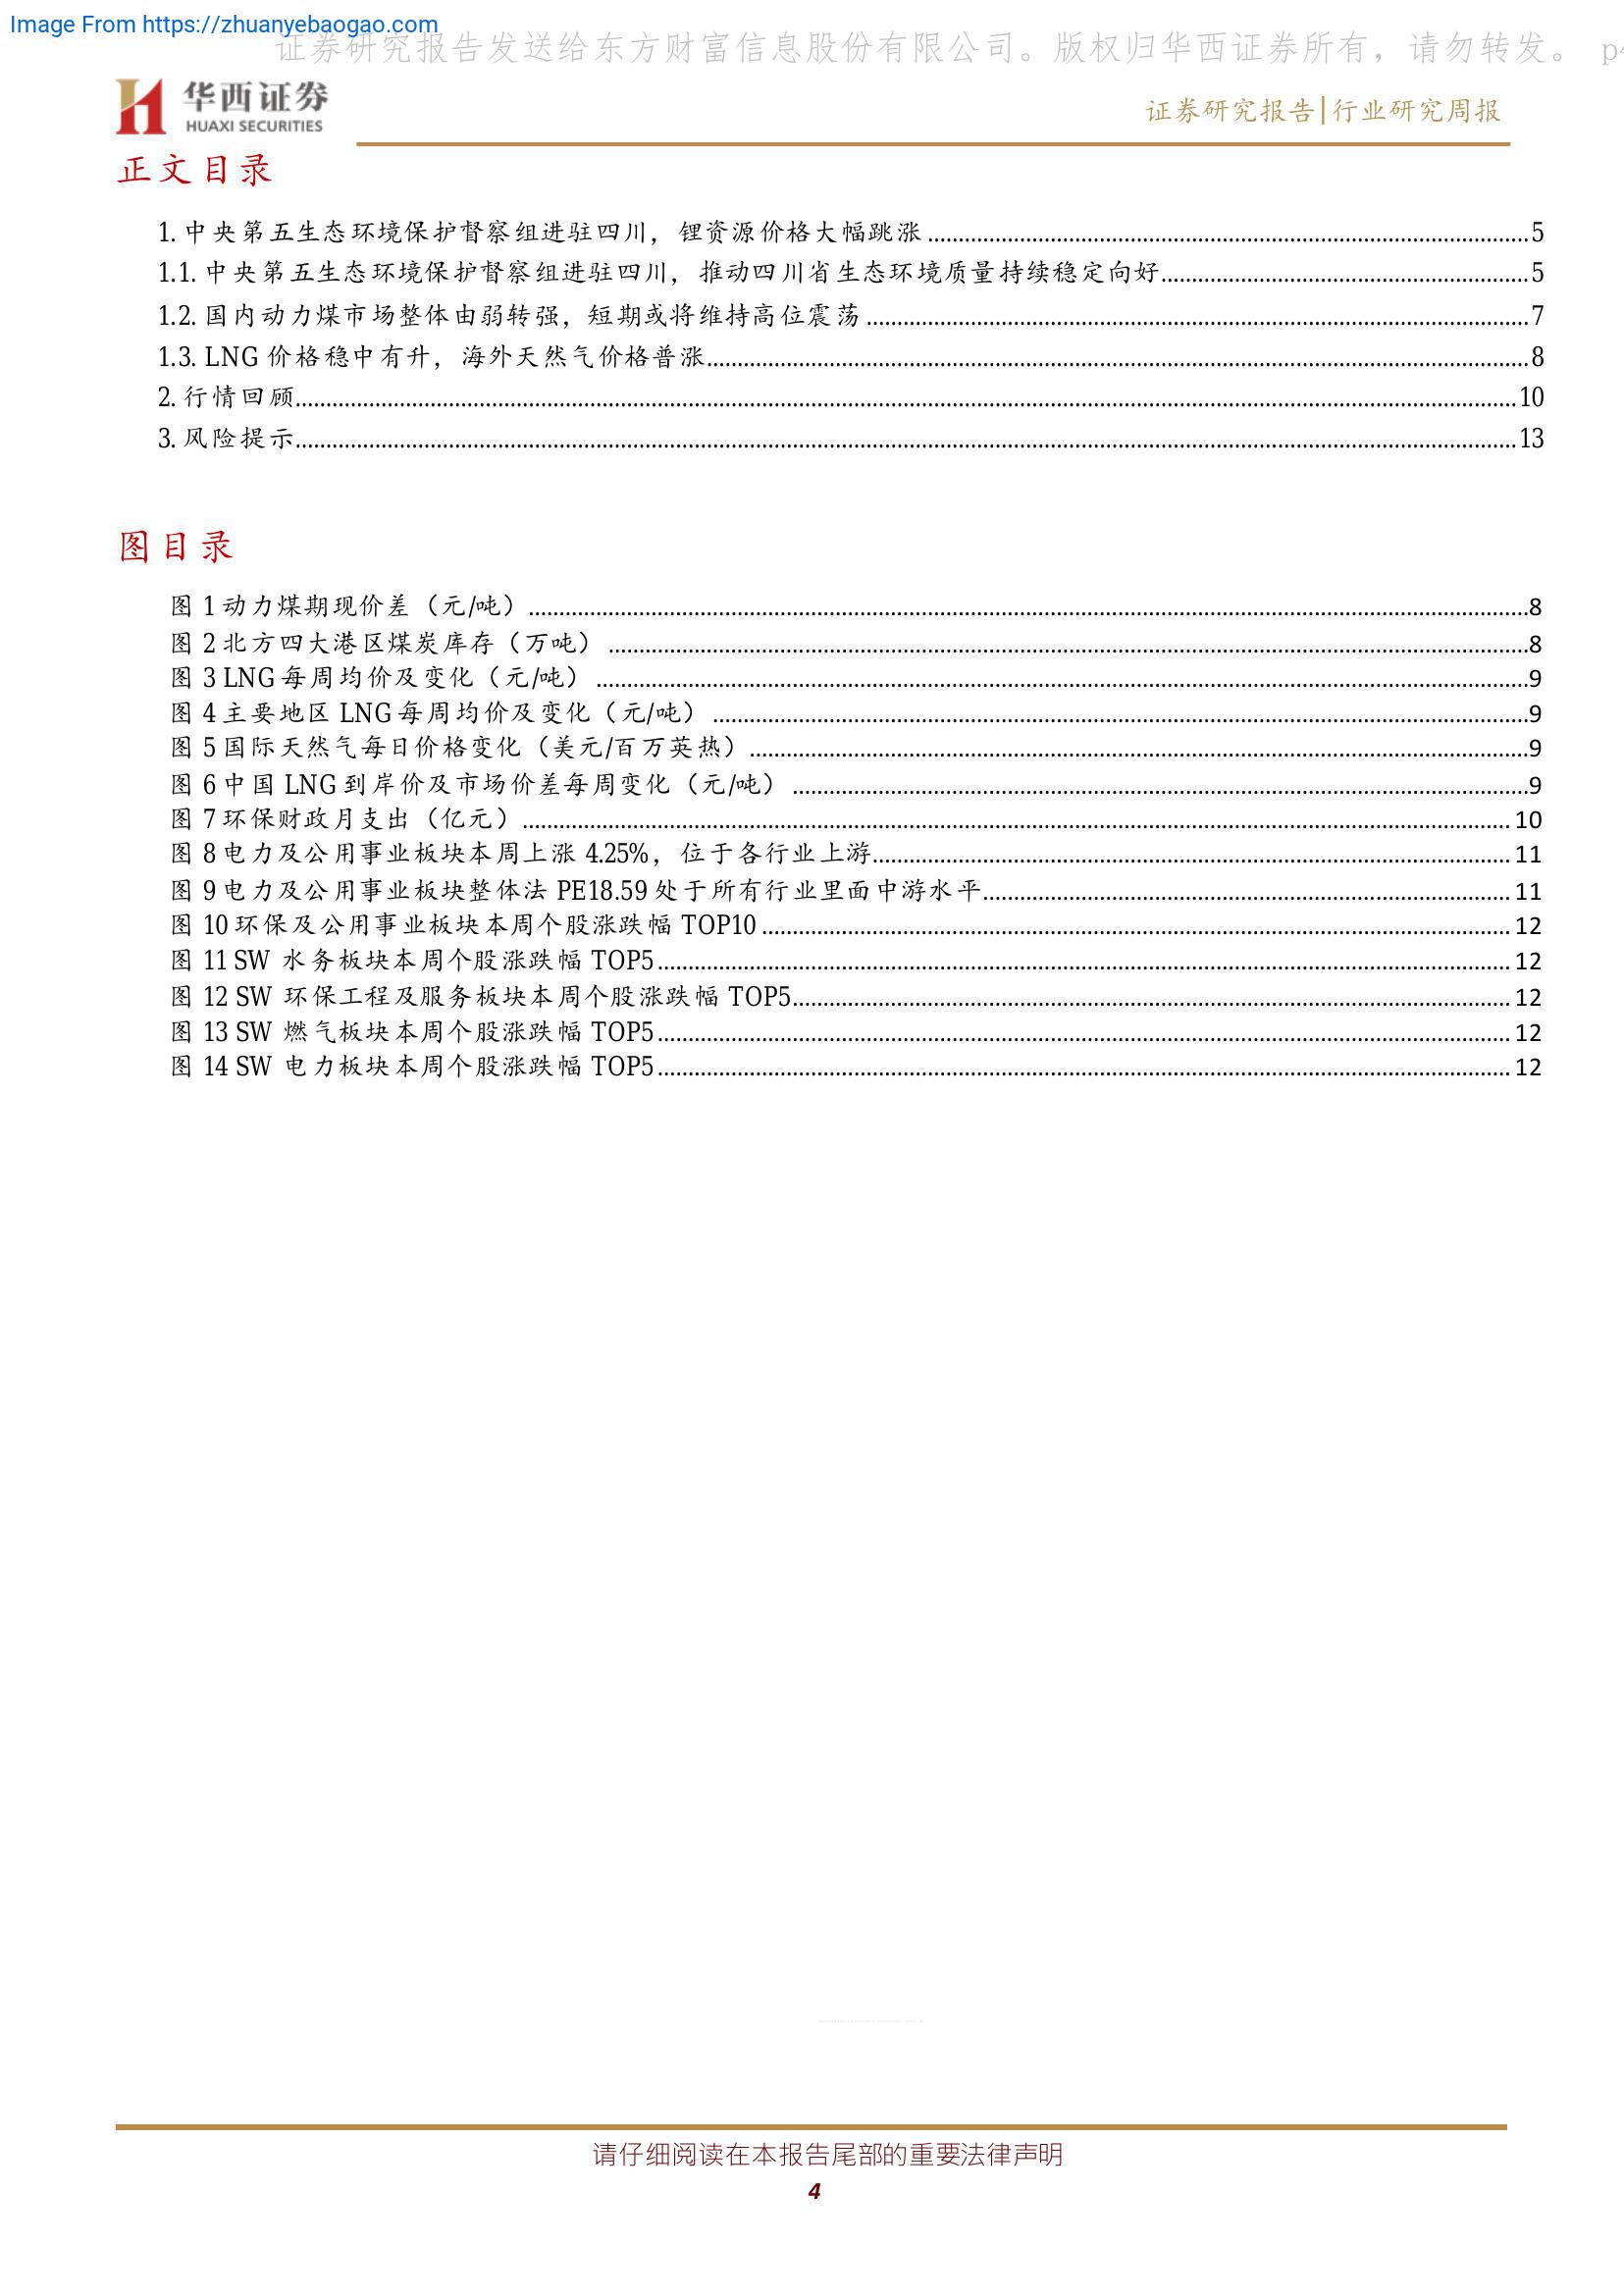 Image From https://zhuanyebaogao.com
证券研究报告发送给东方财富信息股份有限公司。版权归华西证券所有，请勿转发。 p4
华西证券
HUAXI SECURITIES
证券研究报告|行业研究周报
正文目录
1. 中央第五生态环境保护督察组进驻四川，锂资源价格大幅跳涨 5
1.1. 中央第五生态环境保护督察组进驻四川，推动四川省生态环境质量持续稳定向好 5
1.2. 国内动力煤市场整体由弱转强，短期或将维持高位震荡 7
1.3. LNG 价格稳中有升，海外天然气价格普涨 8
2. 行情回顾 10
3. 风险提示 13
图目录
图 1 动力煤期现价差（元/吨） 8
图 2 北方四大港区煤炭库存（万吨） 8
图 3 LNG 每周均价及变化（元/吨） 9
图 4 主要地区 LNG 每周均价及变化（元/吨） 9
图 5 国际天然气每日价格变化（美元/百万英热） 9
图 6 中国 LNG 到岸价及市场价差每周变化（元/吨） 9
图 7 环保财政月支出（亿元） 10
图 8 电力及公用事业板块本周上涨 4.25%，位于各行业上游 11
图 9 电力及公用事业板块整体法 PE18.59 处于所有行业里面中游水平 11
图 10 环保及公用事业板块本周个股涨跌幅 TOP10 12
图 11 SW 水务板块本周个股涨跌幅 TOP5 12
图 12 SW 环保工程及服务板块本周个股涨跌幅 TOP5 12
图 13 SW 燃气板块本周个股涨跌幅 TOP5 12
图 14 SW 电力板块本周个股涨跌幅 TOP5 12
请仔细阅读在本报告尾部的重要法律声明
4